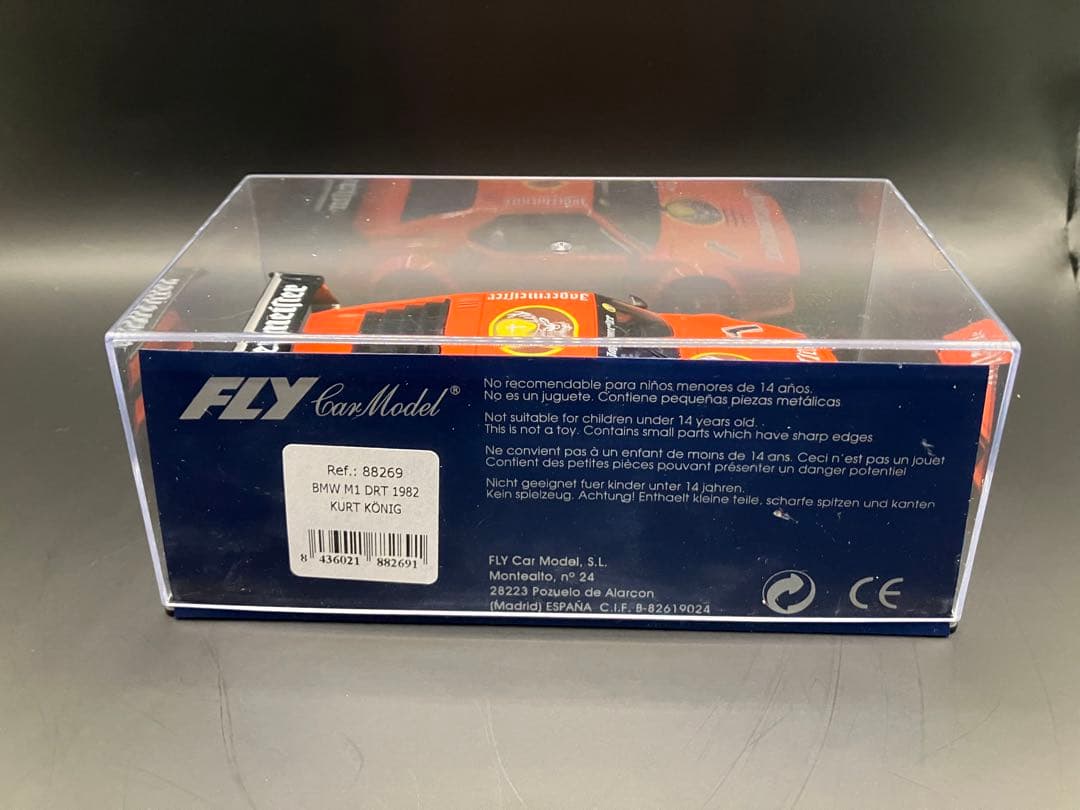 Jägermeister
FLY Car Model®
Ref.: 88269
BMW M1 DRT 1982
KURT KÖNIG
8 436021 882691
No recomendable para niños menores de 14 años.
No es un juguete. Contiene pequeñas piezas metálicas
Not suitable for children under 14 years old.
This is not a toy. Contains small parts which have sharp edges
Ne convient pas à un enfant de moins de 14 ans. Ceci n'est pas un jouet
Contient des petites pièces pouvant présenter un danger potentiel
Nicht geeignet fuer kinder unter 14 jahren.
Kein spielzeug. Achtung! Enthaelt kleine teile, scharfe spitzen und kanten
FLY Car Model, S.L.
Montealto, nº 24
28223 Pozuelo de Alarcon
(Madrid) ESPAÑA C.I.F. B-82619024
CE